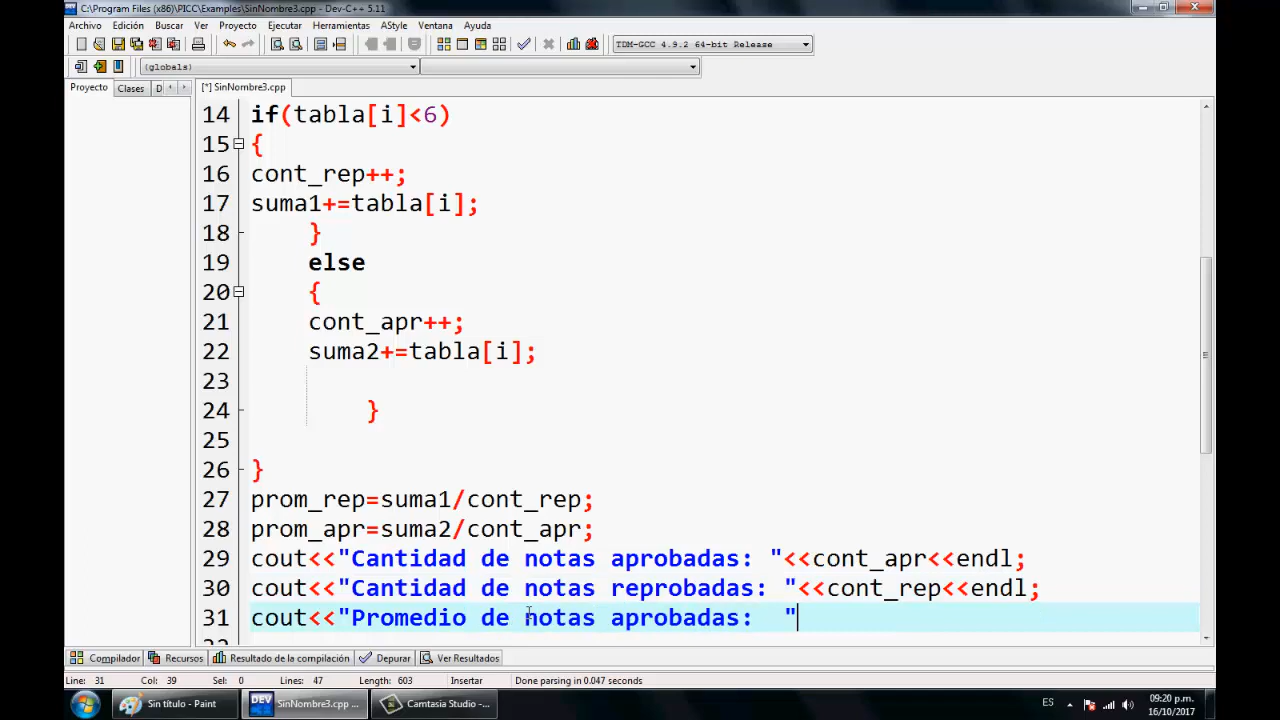 C:\Program Files (x86)\PICC\Examples\SinNombre3.cpp - Dev-C++ 5.11
Archivo Edición Buscar Ver Proyecto Ejecutar Herramientas AStyle Ventana Ayuda
TDM-GCC 4.9.2 64-bit Release
(globals)
Proyecto Clases D [*] SinNombre3.cpp
14 if(tabla[i]<6)
15 {
16 cont_rep++;
17 suma1+=tabla[i];
18 }
19 else
20 {
21 cont_apr++;
22 suma2+=tabla[i];
23
24 }
25
26 }
27 prom_rep=suma1/cont_rep;
28 prom_apr=suma2/cont_apr;
29 cout<<"Cantidad de notas aprobadas: "<<cont_apr<<endl;
30 cout<<"Cantidad de notas reprobadas: "<<cont_rep<<endl;
31 cout<<"Promedio de notas aprobadas:  "
Compilador Recursos Resultado de la compilación Depurar Ver Resultados
Line: 31 Col: 39 Sel: 0 Lines: 47 Length: 603 Insertar Done parsing in 0.047 seconds
Sin título - Paint DEV SinNombre3.cpp ... Camtasia Studio -... ES 09:20 p.m.
16/10/2017